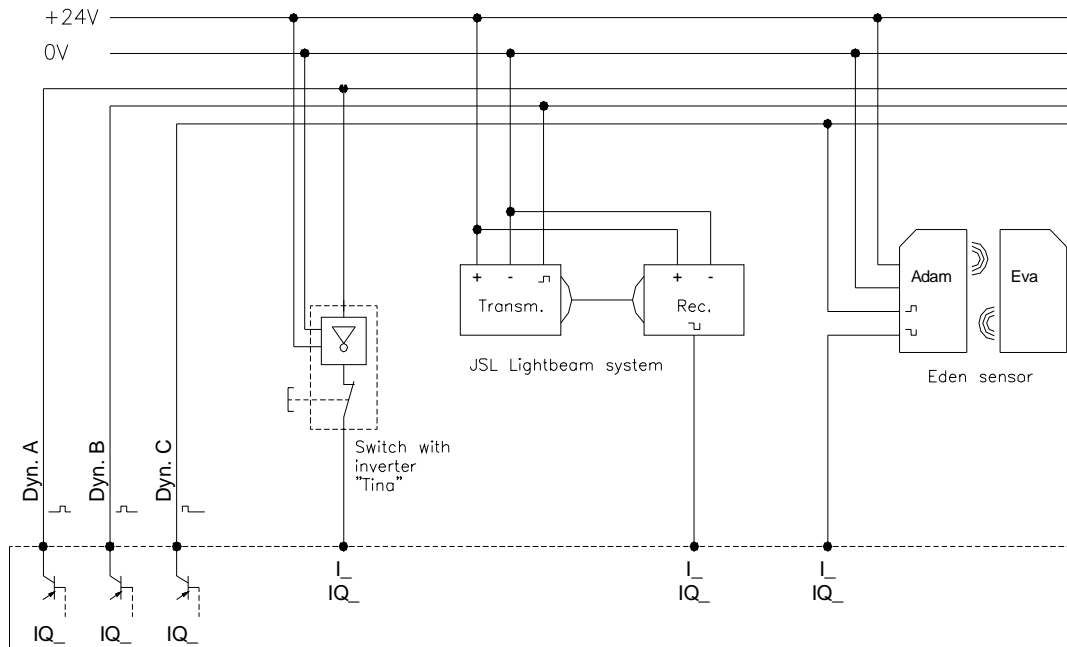 +24V
0V
+ -
Transm.
+ -
Rec.
JSL Lightbeam system
Adam
Eva
Eden sensor
Switch with
inverter
"Tina"
Dyn. A
Dyn. B
Dyn. C
I_
IQ_
I_
IQ_
I_
IQ_
IQ_
IQ_
IQ_